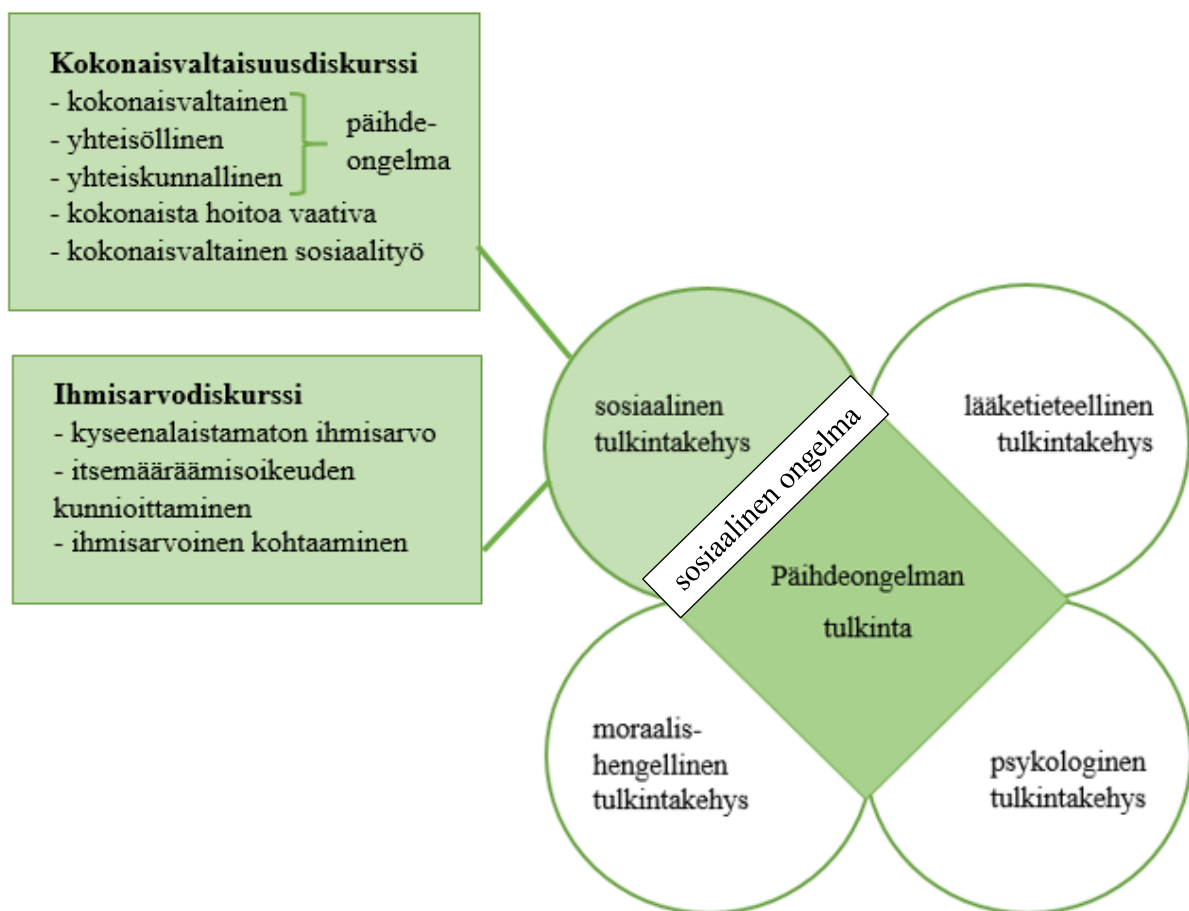 Kokonaisvaltaisuusdiskurssi
- kokonaisvaltainen
- yhteisöllinen
- yhteiskunnallinen
päihde-
ongelma
- kokonaista hoitoa vaativa
- kokonaisvaltainen sosiaalityö
Ihmisarvodiskurssi
- kyseenalaistamaton ihmisarvo
- itsemääräämisoikeuden
kunnioittaminen
- ihmisarvoinen kohtaaminen
sosiaalinen
tulkintakehys
lääketieteellinen
tulkintakehys
sosiaalinen ongelma
Päihdeongelman
tulkinta
moraalis-
hengellinen
tulkintakehys
psykologinen
tulkintakehys